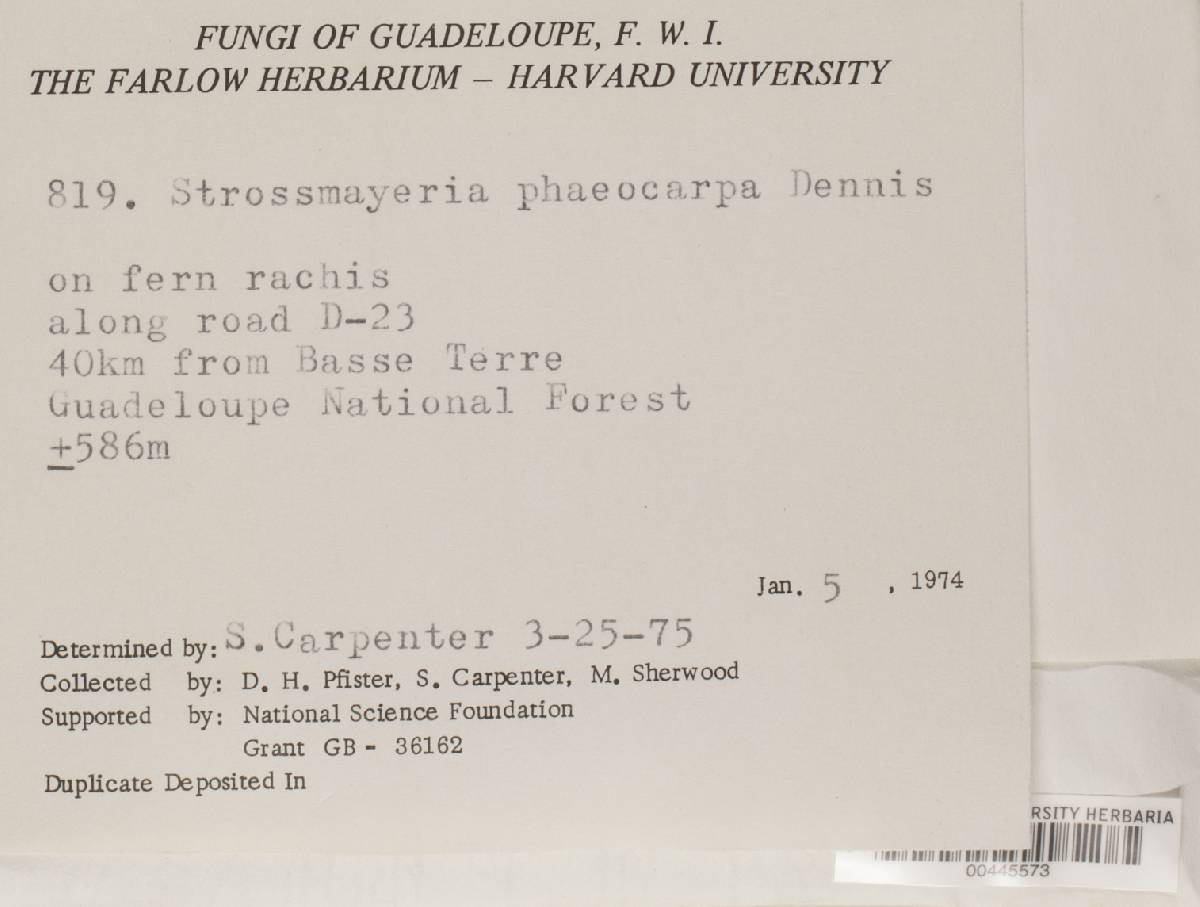 FUNGI OF GUADELOUPE, F. W. I.
THE FARLOW HERBARIUM – HARVARD UNIVERSITY
819. Strossmayeria phaeocarpa Dennis
on fern rachis
along road D-23
40km from Basse Terre
Guadeloupe National Forest
±586m
Jan. 5 , 1974
Determined by: S.Carpenter 3-25-75
Collected by: D. H. Pfister, S. Carpenter, M. Sherwood
Supported by: National Science Foundation
Grant GB - 36162
Duplicate Deposited In
RSITY HERBARIA
00445573